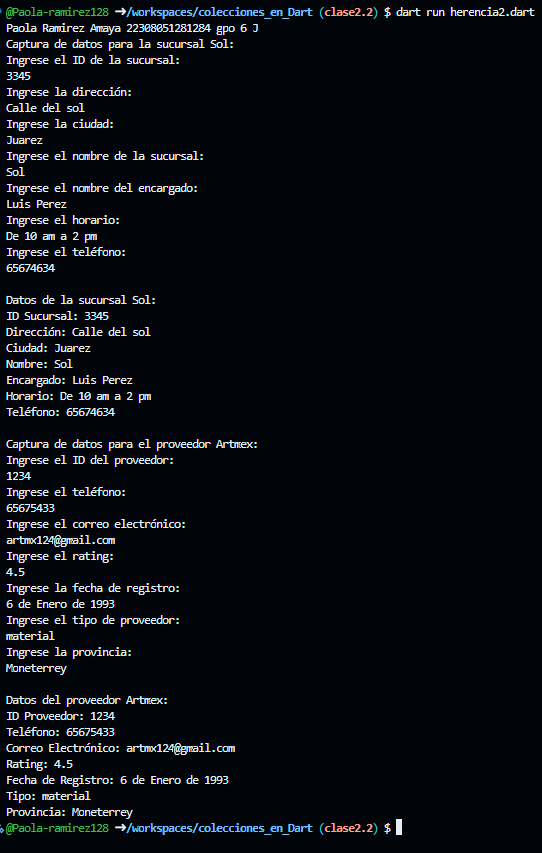 @Paola-ramirez128 ➜/workspaces/colecciones_en_Dart (clase2.2) $ dart run herencia2.dart
Paola Ramirez Amaya 22308051281284 gpo 6 J
Captura de datos para la sucursal Sol:
Ingrese el ID de la sucursal:
3345
Ingrese la dirección:
Calle del sol
Ingrese la ciudad:
Juarez
Ingrese el nombre de la sucursal:
Sol
Ingrese el nombre del encargado:
Luis Perez
Ingrese el horario:
De 10 am a 2 pm
Ingrese el teléfono:
65674634
Datos de la sucursal Sol:
ID Sucursal: 3345
Dirección: Calle del sol
Ciudad: Juarez
Nombre: Sol
Encargado: Luis Perez
Horario: De 10 am a 2 pm
Teléfono: 65674634
Captura de datos para el proveedor Artmex:
Ingrese el ID del proveedor:
1234
Ingrese el teléfono:
65675433
Ingrese el correo electrónico:
artmx124@gmail.com
Ingrese el rating:
4.5
Ingrese la fecha de registro:
6 de Enero de 1993
Ingrese el tipo de proveedor:
material
Ingrese la provincia:
Moneterrey
Datos del proveedor Artmex:
ID Proveedor: 1234
Teléfono: 65675433
Correo Electrónico: artmx124@gmail.com
Rating: 4.5
Fecha de Registro: 6 de Enero de 1993
Tipo: material
Provincia: Moneterrey
@Paola-ramirez128 ➜/workspaces/colecciones_en_Dart (clase2.2) $